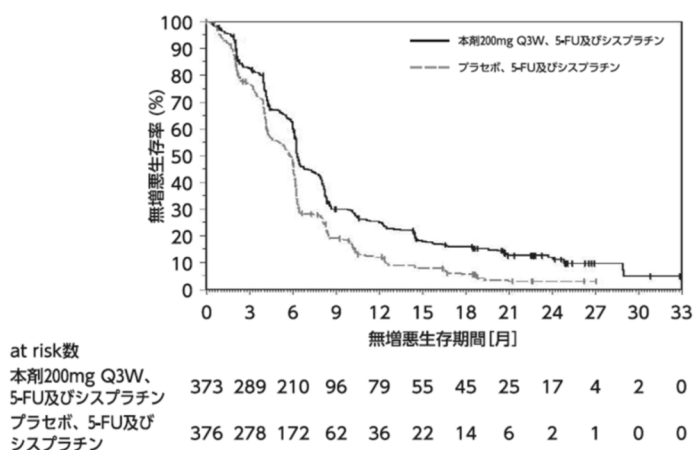 100
90
80
70
60
50
40
30
20
10
0
無増悪生存率 (%)
本剤200mg Q3W、5-FU及びシスプラチン
プラセボ、5-FU及びシスプラチン
0 3 6 9 12 15 18 21 24 27 30 33
無増悪生存期間[月]
at risk数
本剤200mg Q3W、
5-FU及びシスプラチン
373 289 210 96 79 55 45 25 17 4 2 0
プラセボ、5-FU及び
シスプラチン
376 278 172 62 36 22 14 6 2 1 0 0